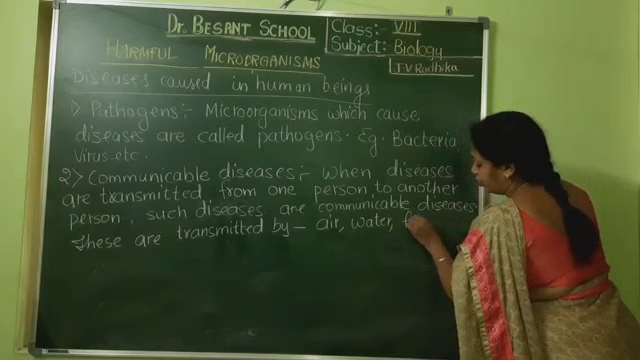 Dr. BESANT SCHOOL
Class:- VIII
Subject:- Biology
J V Radhika
HARMFUL MICROORGANISMS
Diseases caused in human beings
1) Pathogens:- Microorganisms which cause
diseases are called pathogens. Eg. Bacteria,
Virus etc.
2) Communicable diseases:- When diseases
are transmitted from one person to another
person, such diseases are communicable diseases.
These are transmitted by— air, water, f